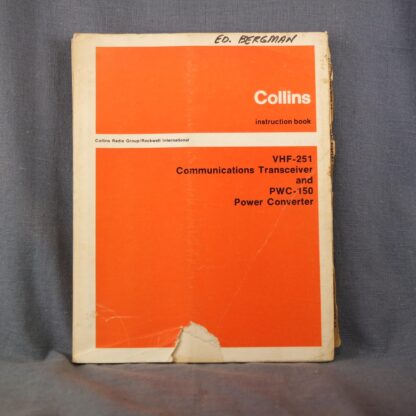 ED. BERGMAN
Collins
instruction book
Collins Radio Group/Rockwell International
VHF-251
Communications Transceiver
and
PWC-150
Power Converter